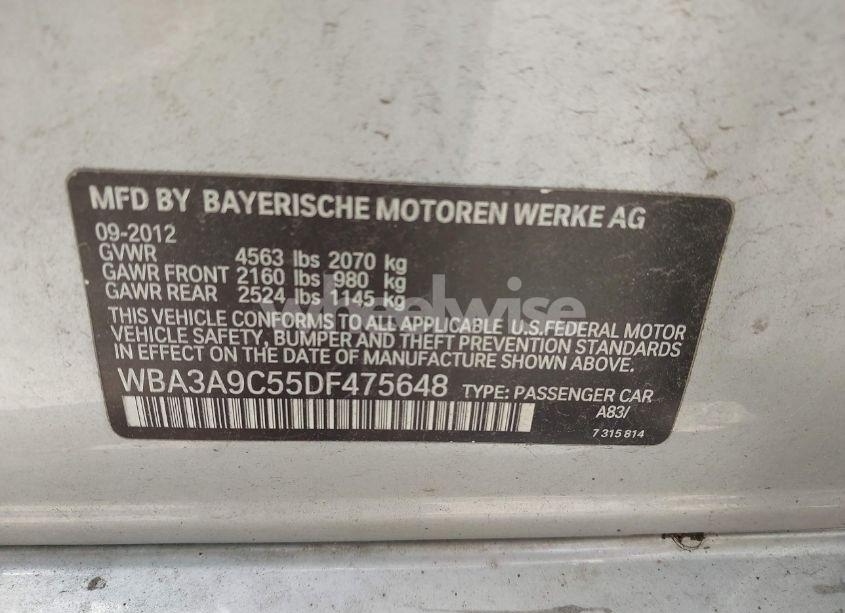 MFD BY BAYERISCHE MOTOREN WERKE AG
09-2012
GVWR 4563 lbs 2070 kg
GAWR FRONT 2160 lbs 980 kg
GAWR REAR 2524 lbs 1145 kg
THIS VEHICLE CONFORMS TO ALL APPLICABLE U.S.FEDERAL MOTOR
VEHICLE SAFETY, BUMPER AND THEFT PREVENTION STANDARDS
IN EFFECT ON THE DATE OF MANUFACTURE SHOWN ABOVE.
WBA3A9C55DF475648 TYPE: PASSENGER CAR
A83/
7 315 814
wheelwise